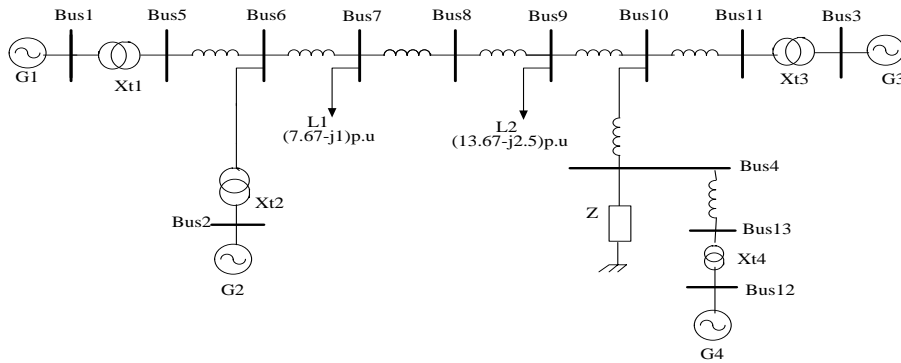 Bus1
Bus5
Bus6
Bus7
Bus8
Bus9
Bus10
Bus11
Bus3
G1
Xt1
Xt3
G3
L1
(7.67-j1)p.u
L2
(13.67-j2.5)p.u
Bus4
Xt2
Bus2
Z
Bus13
Xt4
G2
Bus12
G4